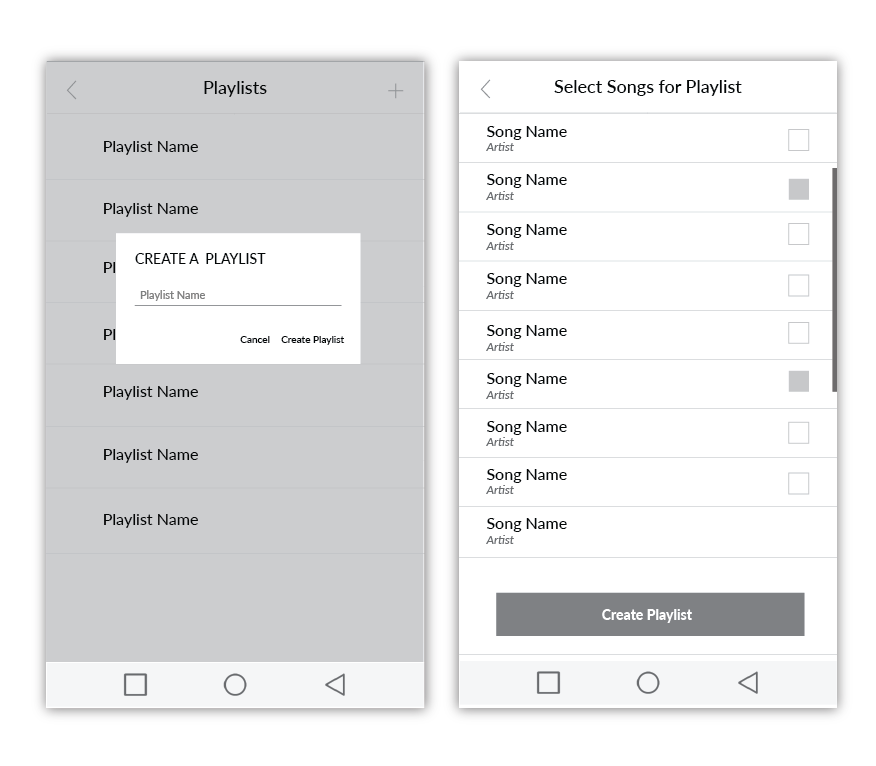 Playlists
Playlist Name
Playlist Name
Pl
Pl
CREATE A PLAYLIST
Playlist Name
Cancel Create Playlist
Playlist Name
Playlist Name
Playlist Name
Select Songs for Playlist
Song Name
Artist
Song Name
Artist
Song Name
Artist
Song Name
Artist
Song Name
Artist
Song Name
Artist
Song Name
Artist
Song Name
Artist
Song Name
Artist
Create Playlist